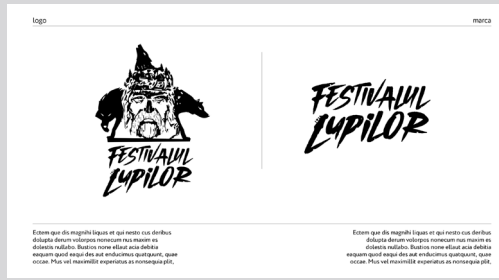 logo
marca
FESTIVALUL
LUPILOR
FESTIVALUL
LUPILOR
Ectem que dis magnihi liquas et qui nesto cus deribus
dolupta derum volorpos nonecum nus maxim es
dolestis nullabo. Bustios none ellaut acia debitia
eaquam quod eaqui des aut enducimus quatquunt, quae
occae. Mus vel maximillit experiatus as nonsequia plit,
Ectem que dis magnihi liquas et qui nesto cus deribus
dolupta derum volorpos nonecum nus maxim es
dolestis nullabo. Bustios none ellaut acia debitia
eaquam quod eaqui des aut enducimus quatquunt, quae
occae. Mus vel maximillit experiatus as nonsequia plit,